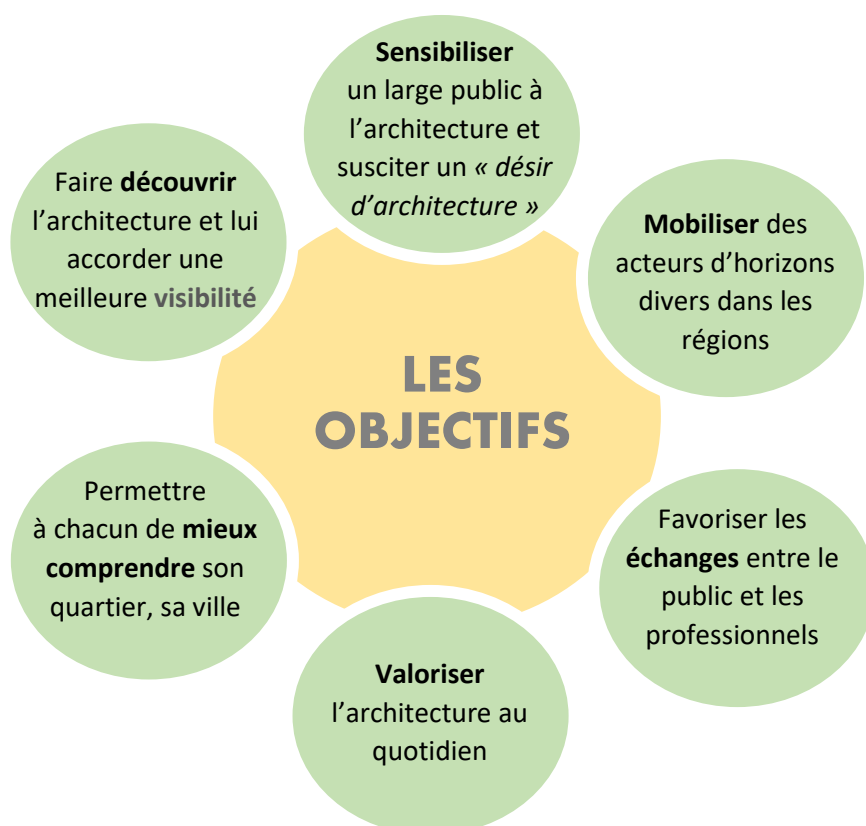 Sensibiliser
un large public à
l’architecture et
susciter un « désir
d’architecture »
Mobiliser des
acteurs d’horizons
divers dans les
régions
Favoriser les
échanges entre le
public et les
professionnels
Valoriser
l’architecture au
quotidien
Permettre
à chacun de mieux
comprendre son
quartier, sa ville
Faire découvrir
l’architecture et lui
accorder une
meilleure visibilité
LES
OBJECTIFS